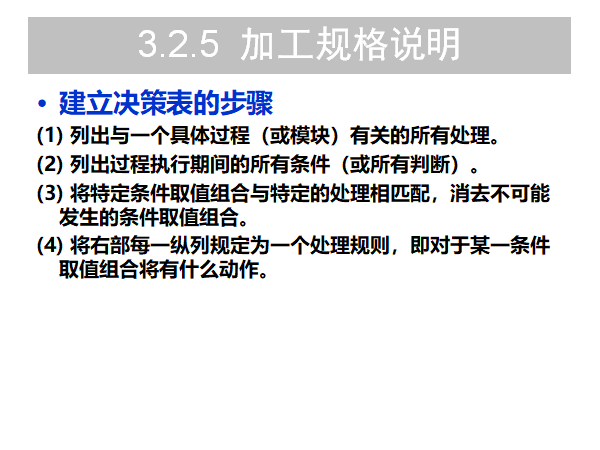 3.2.5 加工规格说明
• 建立决策表的步骤
(1) 列出与一个具体过程（或模块）有关的所有处理。
(2) 列出过程执行期间的所有条件（或所有判断）。
(3) 将特定条件取值组合与特定的处理相匹配，消去不可能
发生的条件取值组合。
(4) 将右部每一纵列规定为一个处理规则，即对于某一条件
取值组合将有什么动作。